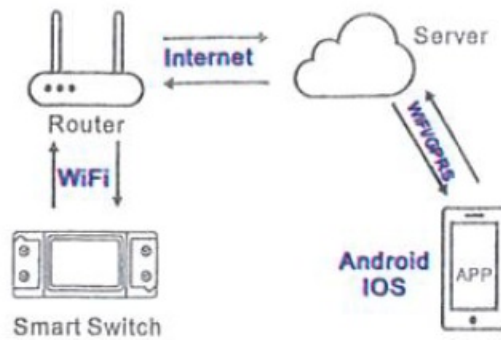 Server
Internet
Router
WiFi
WIFI/GPRS
Android
IOS
APP
Smart Switch